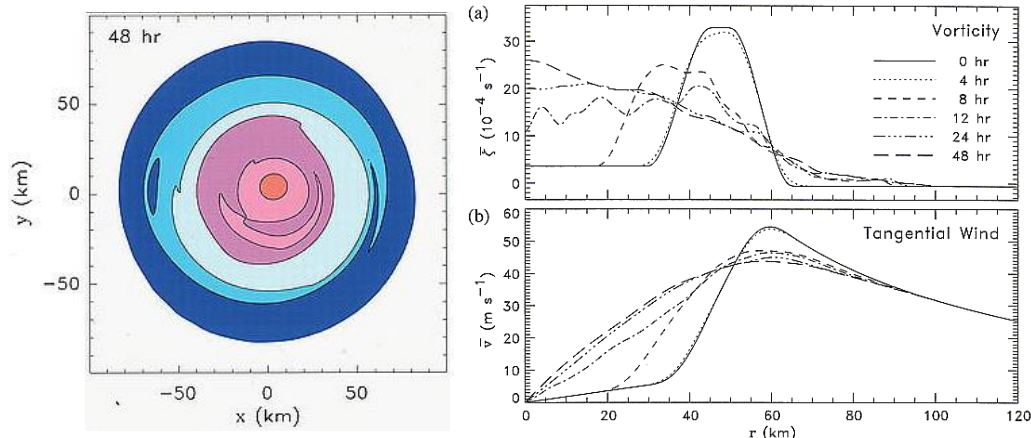 48 hr
50
0
−50
y (km)
−50
0
50
x (km)
(a)
Vorticity
0 hr
4 hr
8 hr
12 hr
24 hr
48 hr
30
20
10
0
ζ̄ (10⁻⁴ s⁻¹)
(b)
Tangential Wind
60
50
40
30
20
10
0
v̄ (m s⁻¹)
0 20 40 60 80 100 120
r (km)